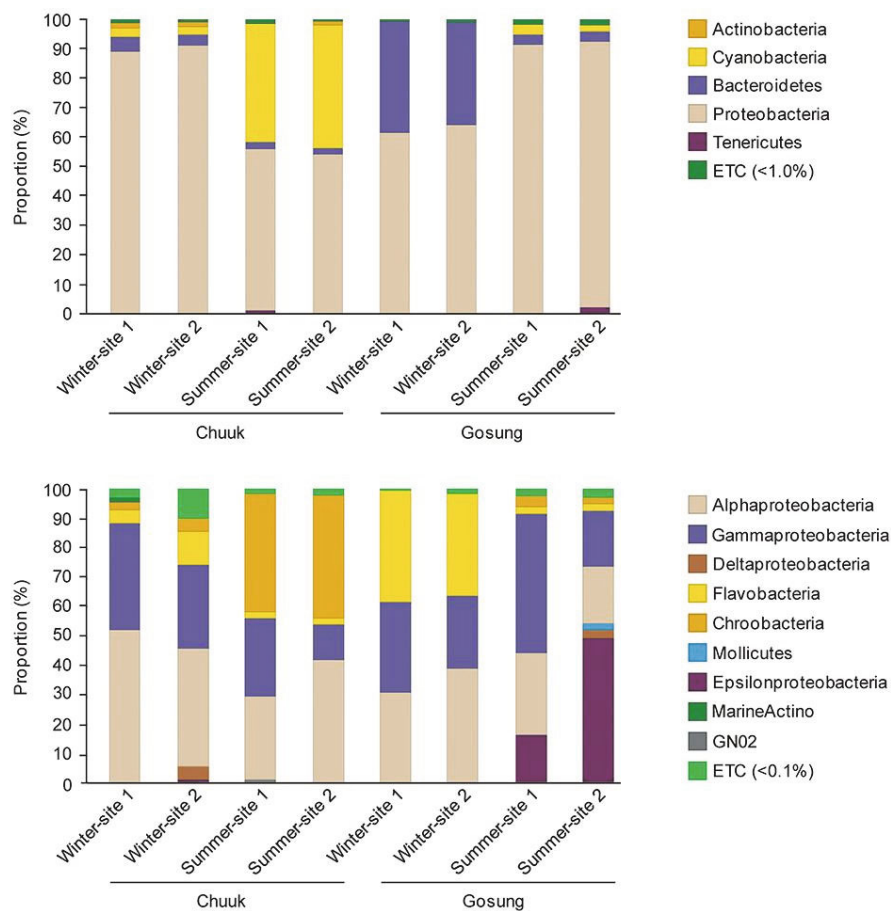 Proportion (%)
100
90
80
70
60
50
40
30
20
10
0
Winter-site 1
Winter-site 2
Summer-site 1
Summer-site 2
Winter-site 1
Winter-site 2
Summer-site 1
Summer-site 2
Chuuk
Gosung
Actinobacteria
Cyanobacteria
Bacteroidetes
Proteobacteria
Tenericutes
ETC (<1.0%)
Proportion (%)
100
90
80
70
60
50
40
30
20
10
0
Winter-site 1
Winter-site 2
Summer-site 1
Summer-site 2
Winter-site 1
Winter-site 2
Summer-site 1
Summer-site 2
Chuuk
Gosung
Alphaproteobacteria
Gammaproteobacteria
Deltaproteobacteria
Flavobacteria
Chroobacteria
Mollicutes
Epsilonproteobacteria
MarineActino
GN02
ETC (<0.1%)